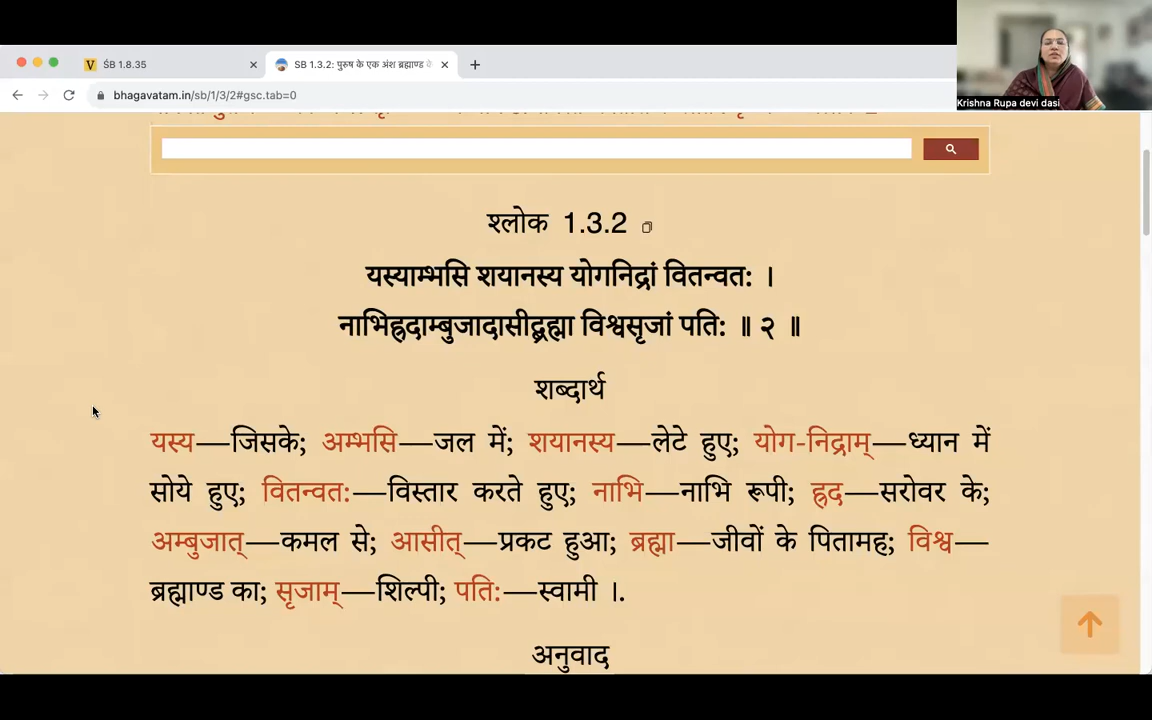 ŚB 1.8.35
SB 1.3.2: पुरुष के एक अंश ब्रह्माण्ड के
bhagavatam.in/sb/1/3/2#gsc.tab=0
Krishna Rupa devi dasi
श्लोक 1.3.2
यस्याम्भसि शयानस्य योगनिद्रां वितन्वत: ।
नाभिह्रदाम्बुजादासीद्ब्रह्मा विश्वसृजां पति: ॥ २ ॥
शब्दार्थ
यस्य—जिसके; अम्भसि—जल में; शयानस्य—लेटे हुए; योग-निद्राम्—ध्यान में
सोये हुए; वितन्वत:—विस्तार करते हुए; नाभि—नाभि रूपी; ह्रद—सरोवर के;
अम्बुजात्—कमल से; आसीत्—प्रकट हुआ; ब्रह्मा—जीवों के पितामह; विश्व—
ब्रह्माण्ड का; सृजाम्—शिल्पी; पति:—स्वामी ।.
अनुवाद